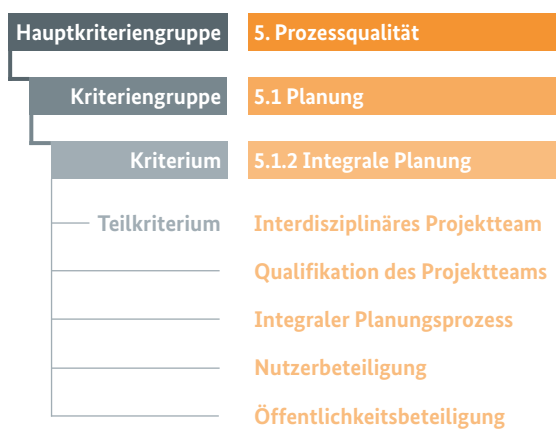 Hauptkriteriengruppe 5. Prozessqualität
Kriteriengruppe 5.1 Planung
Kriterium 5.1.2 Integrale Planung
Teilkriterium Interdisziplinäres Projektteam
Qualifikation des Projektteams
Integraler Planungsprozess
Nutzerbeteiligung
Öffentlichkeitsbeteiligung